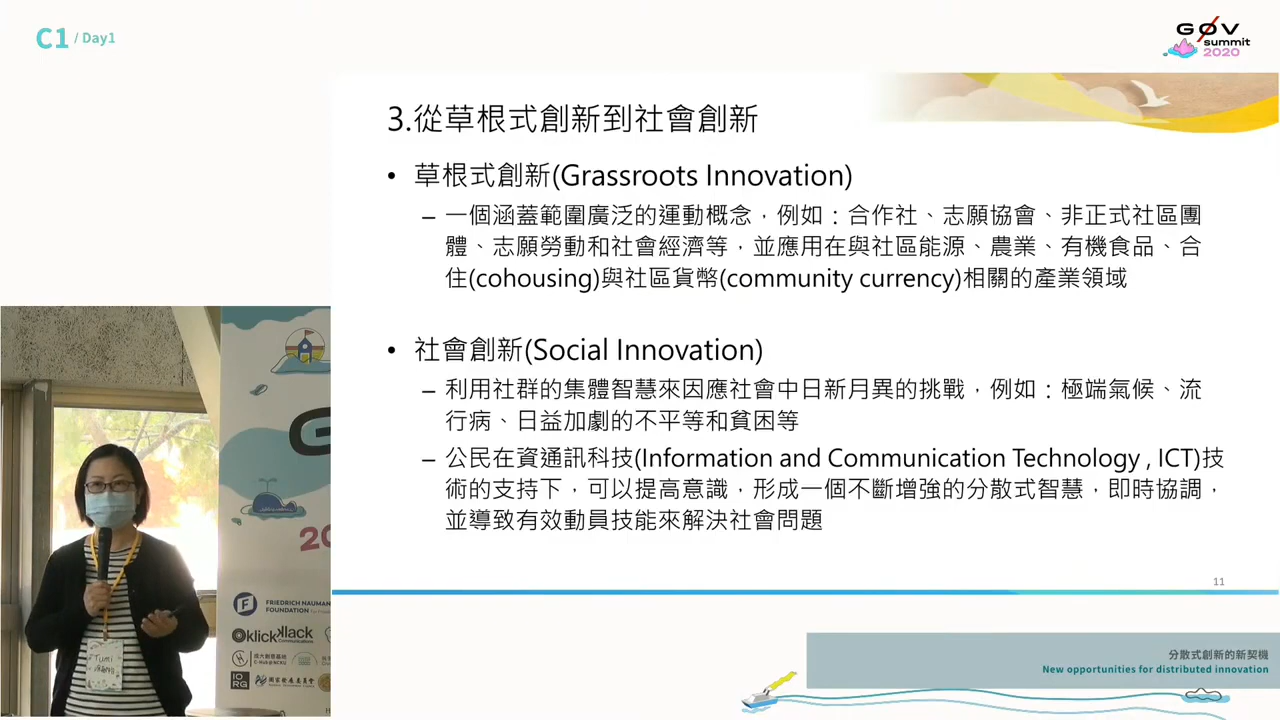 C1 / Day1
GØV
summit
2020
3.從草根式創新到社會創新
• 草根式創新(Grassroots Innovation)
– 一個涵蓋範圍廣泛的運動概念，例如：合作社、志願協會、非正式社區團
體、志願勞動和社會經濟等，並應用在與社區能源、農業、有機食品、合
住(cohousing)與社區貨幣(community currency)相關的產業領域
• 社會創新(Social Innovation)
– 利用社群的集體智慧來因應社會中日新月異的挑戰，例如：極端氣候、流
行病、日益加劇的不平等和貧困等
– 公民在資通訊科技(Information and Communication Technology , ICT)技
術的支持下，可以提高意識，形成一個不斷增強的分散式智慧，即時協調，
並導致有效動員技能來解決社會問題
11
FRIEDRICH NAUMAN
FOUNDATION
klickklack
Communications
IO
RG
Tumi
分散式創新的新契機
New opportunities for distributed innovation